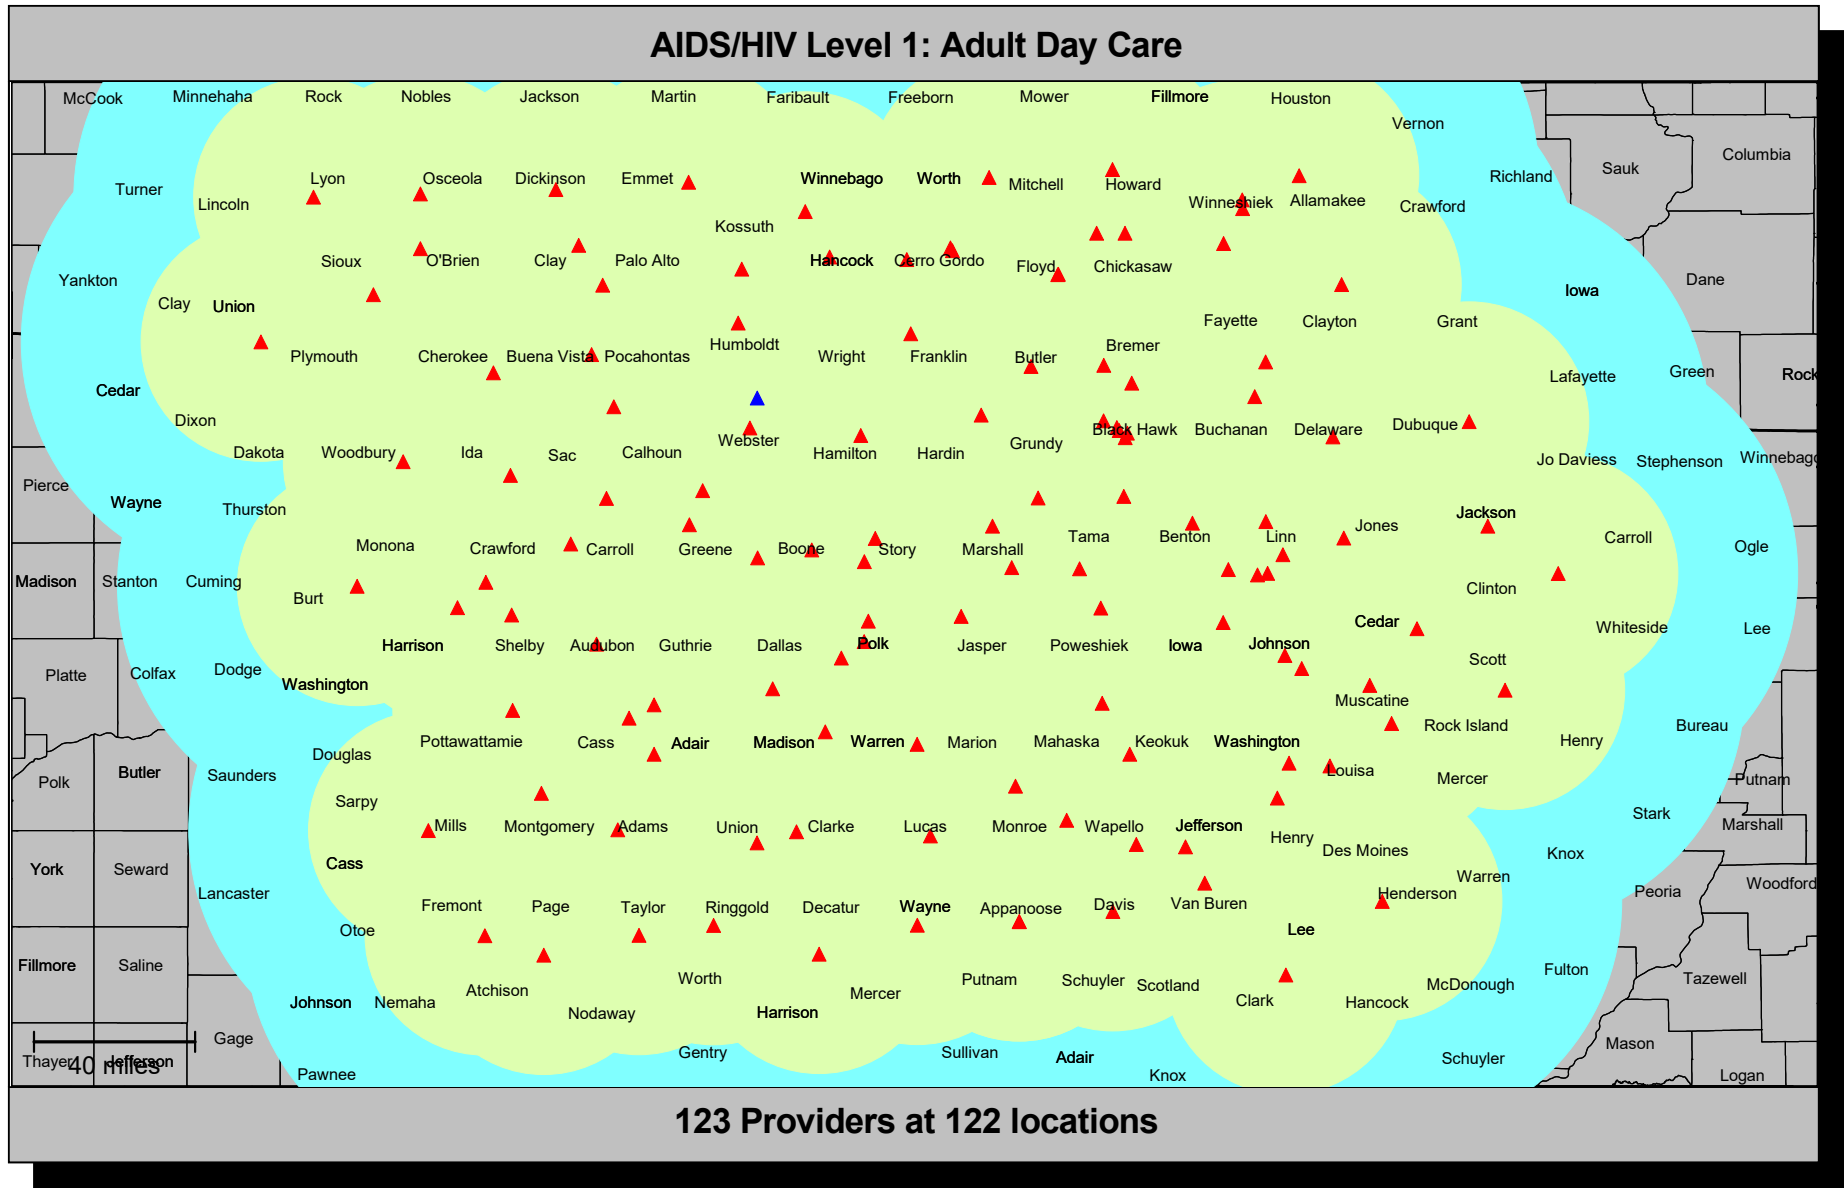 AIDS/HIV Level 1: Adult Day Care
McCook Minnehaha Rock Nobles Jackson Martin Faribault Freeborn Mower Fillmore Houston
Vernon
Turner Lyon Osceola Dickinson Emmet Winnebago Worth Mitchell Howard Richland Sauk Columbia
Lincoln Kossuth Winneshiek Allamakee Crawford
Yankton Sioux O'Brien Clay Palo Alto Hancock Cerro Gordo Floyd Chickasaw Iowa Dane
Clay Union Fayette Clayton Grant
Plymouth Cherokee Buena Vista Pocahontas Humboldt Wright Franklin Butler Bremer
Cedar Lafayette Green Rock
Dixon Webster Grundy Black Hawk Buchanan Delaware Dubuque
Dakota Woodbury Ida Sac Calhoun Hamilton Hardin Jo Daviess Stephenson Winnebago
Pierce Wayne Thurston Jackson
Monona Crawford Carroll Greene Boone Story Marshall Tama Benton Linn Jones Carroll Ogle
Madison Stanton Cuming Burt Clinton
Harrison Shelby Audubon Guthrie Dallas Polk Jasper Poweshiek Iowa Johnson Cedar Whiteside Lee
Platte Colfax Dodge Washington Scott
Muscatine
Douglas Pottawattamie Cass Adair Madison Warren Marion Mahaska Keokuk Washington Rock Island Henry Bureau
Polk Butler Saunders Louisa Mercer Putnam
Sarpy Mills Montgomery Adams Union Clarke Lucas Monroe Wapello Jefferson Henry Stark Marshall
York Seward Cass Des Moines Knox
Lancaster Warren Henderson Peoria Woodford
Fremont Page Taylor Ringgold Decatur Wayne Appanoose Davis Van Buren
Otoe Lee
Fillmore Saline Worth Putnam Schuyler Scotland McDonough Fulton Tazewell
Johnson Nemaha Atchison Nodaway Harrison Mercer Clark Hancock
Gage Gentry Sullivan Adair Schuyler Mason
Thayer Jefferson
40 miles
Pawnee Knox Logan
123 Providers at 122 locations